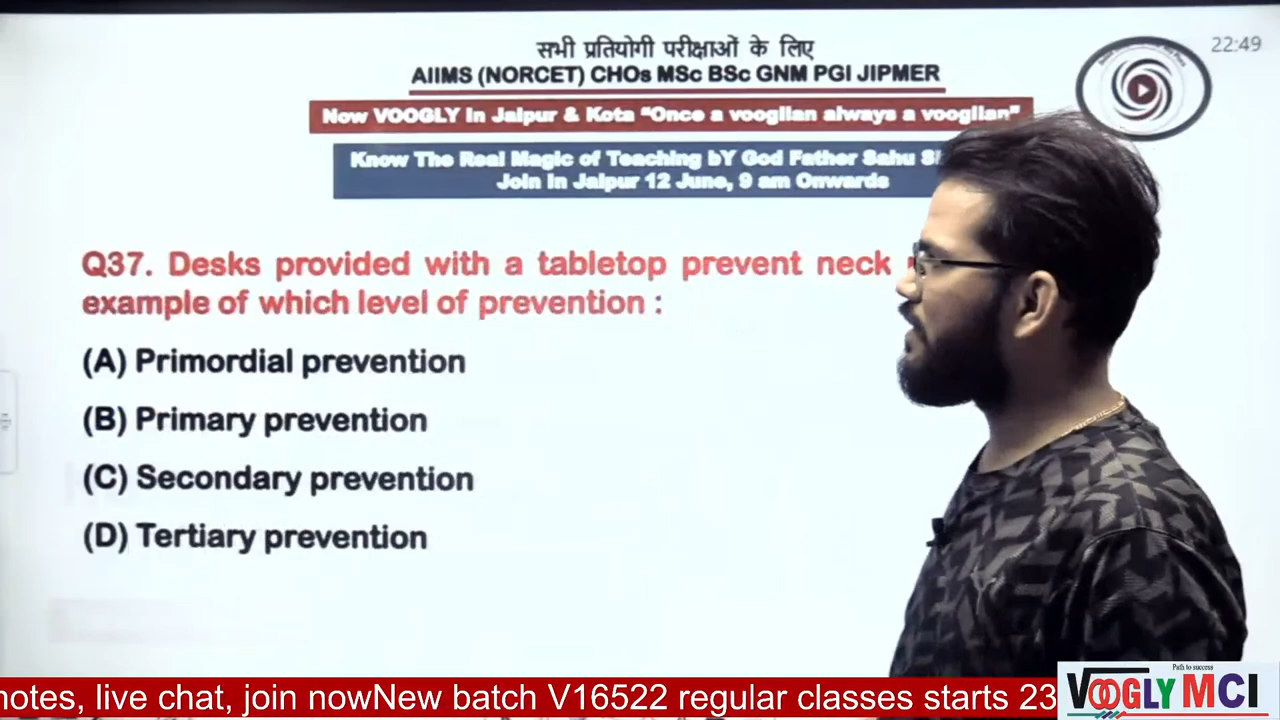 सभी प्रतियोगी परीक्षाओं के लिए
AIIMS (NORCET) CHOs MSc BSc GNM PGI JIPMER
22:49
Now VOOGLY In Jaipur & Kota “Once a vooglian always a vooglian”
Know The Real Magic of Teaching bY God Father Sahu
Join In Jaipur 12 June, 9 am Onwards
Q37. Desks provided with a tabletop prevent neck
example of which level of prevention :
(A) Primordial prevention
(B) Primary prevention
(C) Secondary prevention
(D) Tertiary prevention
Path to success
VOOGLY MCI
notes, live chat, join nowNew batch V16522 regular classes starts 23